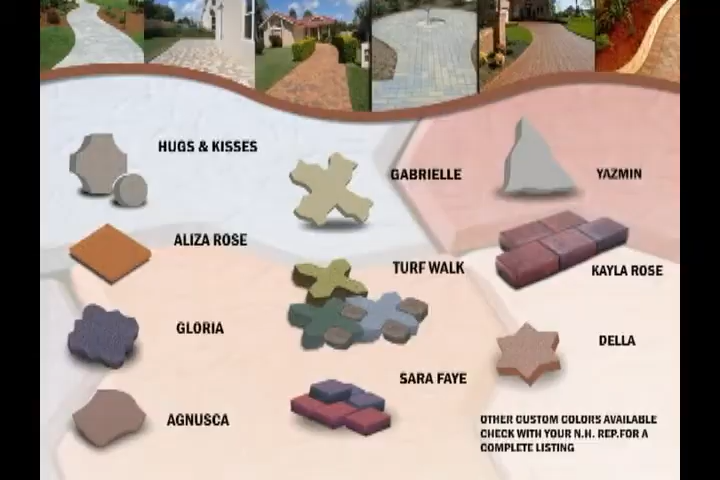 HUGS & KISSES
GABRIELLE
YAZMIN
ALIZA ROSE
TURF WALK
KAYLA ROSE
GLORIA
DELLA
SARA FAYE
AGNUSCA
OTHER CUSTOM COLORS AVAILABLE
CHECK WITH YOUR N.H. REP.FOR A
COMPLETE LISTING